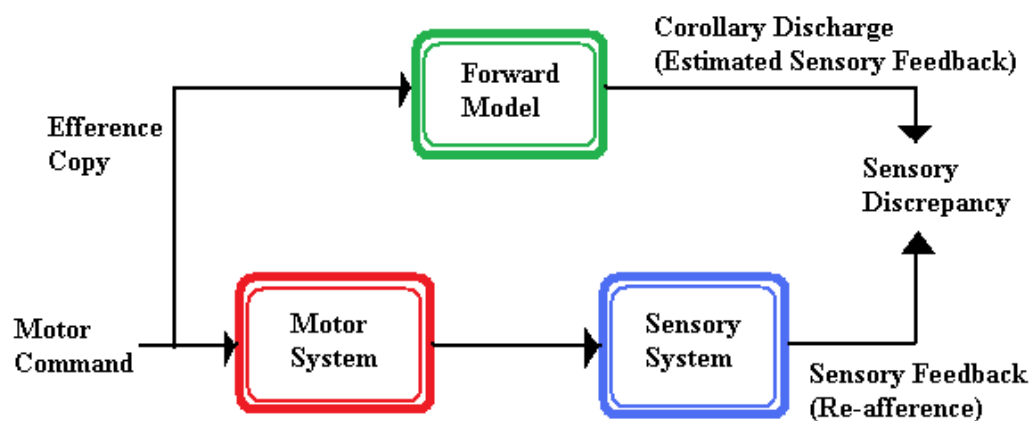 Corollary Discharge
(Estimated Sensory Feedback)
Forward
Model
Efference
Copy
Sensory
Discrepancy
Motor
Command
Motor
System
Sensory
System
Sensory Feedback
(Re-afference)